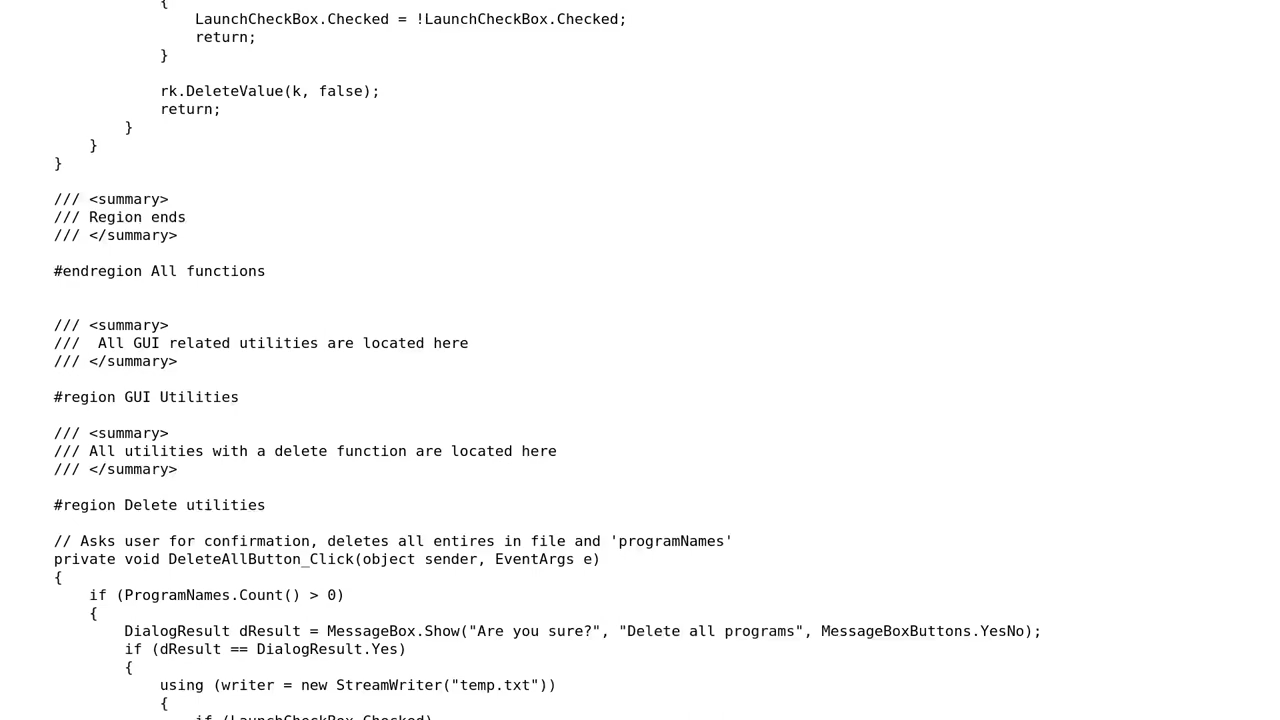 {
LaunchCheckBox.Checked = !LaunchCheckBox.Checked;
return;
}
rk.DeleteValue(k, false);
return;
}
}
}
/// <summary>
/// Region ends
/// </summary>
#endregion All functions
/// <summary>
///  All GUI related utilities are located here
/// </summary>
#region GUI Utilities
/// <summary>
/// All utilities with a delete function are located here
/// </summary>
#region Delete utilities
// Asks user for confirmation, deletes all entires in file and 'programNames'
private void DeleteAllButton_Click(object sender, EventArgs e)
{
if (ProgramNames.Count() > 0)
{
DialogResult dResult = MessageBox.Show("Are you sure?", "Delete all programs", MessageBoxButtons.YesNo);
if (dResult == DialogResult.Yes)
{
using (writer = new StreamWriter("temp.txt"))
{
if (LaunchCheckBox.Checked)